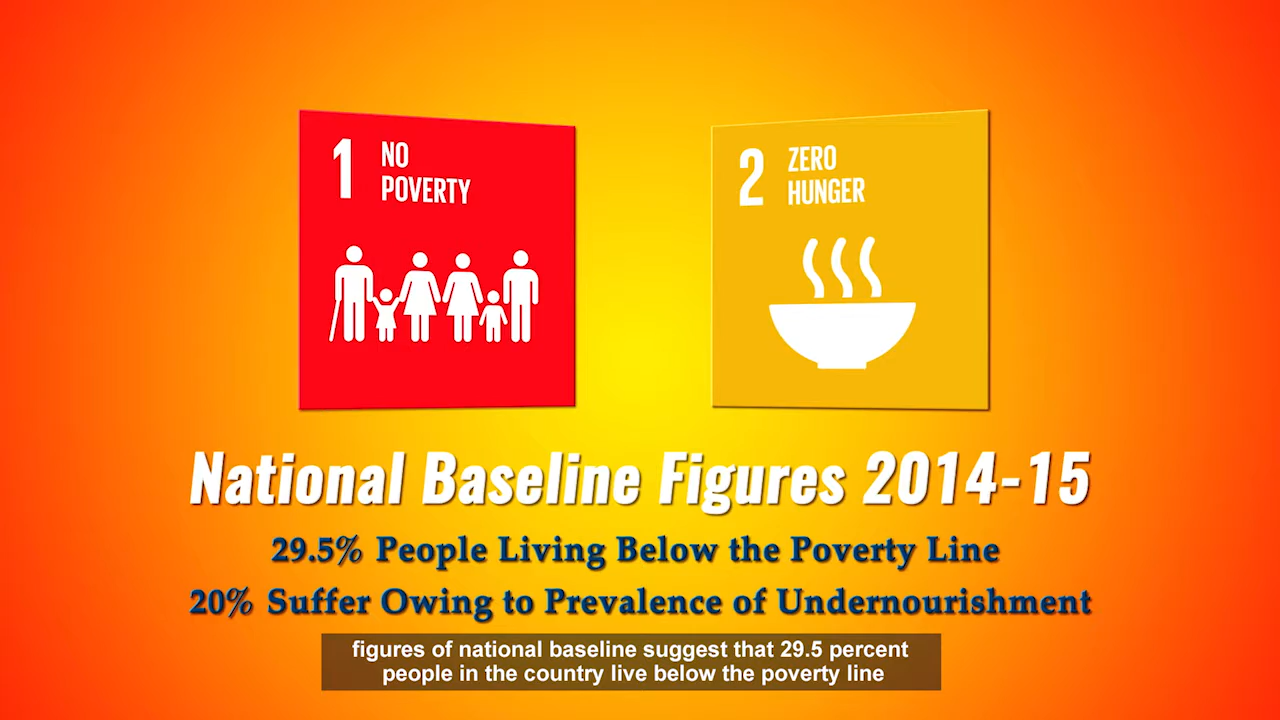 1 NO
POVERTY
2 ZERO
HUNGER
National Baseline Figures 2014-15
29.5% People Living Below the Poverty Line
20% Suffer Owing to Prevalence of Undernourishment
figures of national baseline suggest that 29.5 percent
people in the country live below the poverty line